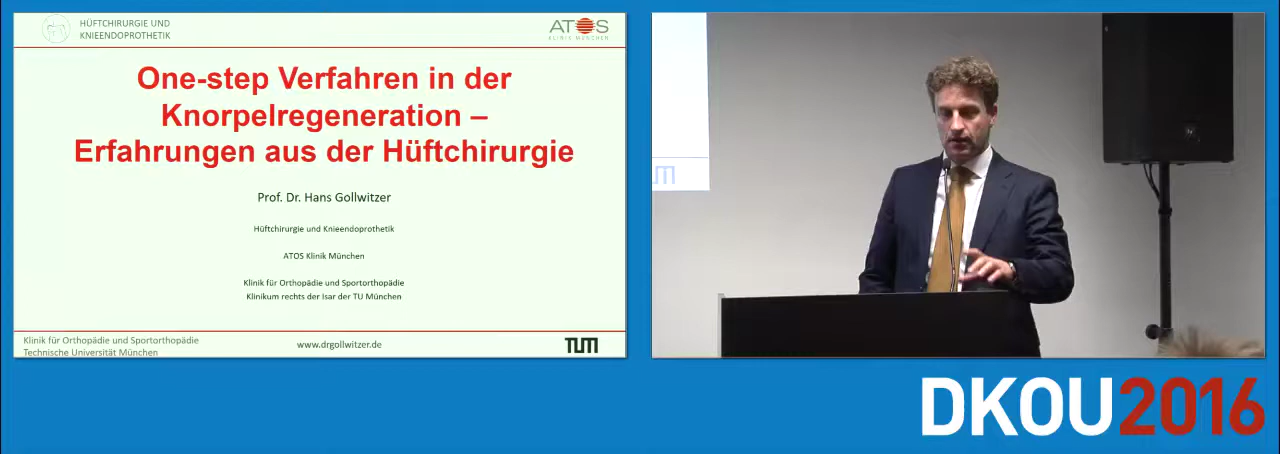 HÜFTCHIRURGIE UND
KNIEENDOPROTHETIK
ATOS
KLINIK MÜNCHEN
One-step Verfahren in der
Knorpelregeneration –
Erfahrungen aus der Hüftchirurgie
Prof. Dr. Hans Gollwitzer
Hüftchirurgie und Knieendoprothetik
ATOS Klinik München
Klinik für Orthopädie und Sportorthopädie
Klinikum rechts der Isar der TU München
Klinik für Orthopädie und Sportorthopädie
Technische Universität München
www.drgollwitzer.de
TUM
TUM
DKOU2016